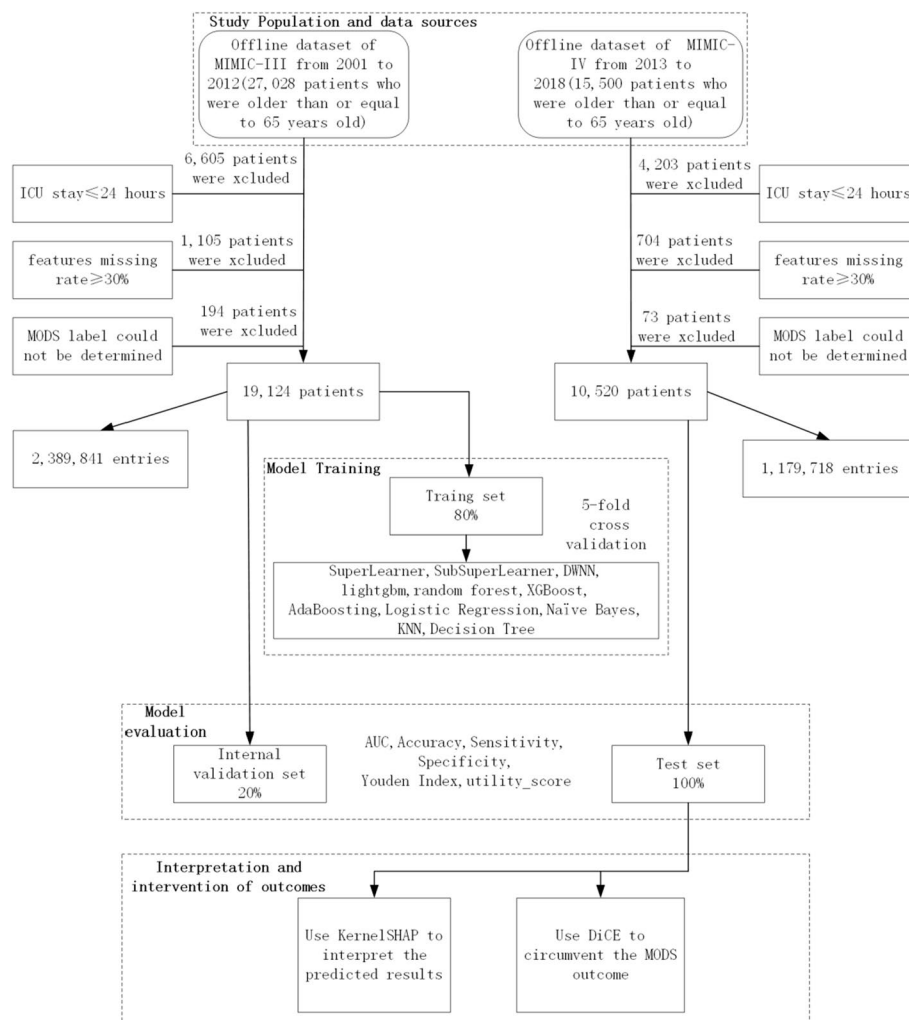 Study Population and data sources
Offline dataset of
MIMIC-III from 2001 to
2012(27,028 patients who
were older than or equal
to 65 years old)
Offline dataset of MIMIC-
IV from 2013 to
2018(15,500 patients who
were older than or equal
to 65 years old)
6,605 patients
were xcluded
ICU stay≤24 hours
1,105 patients
were xcluded
features missing
rate≥30%
194 patients
were xcluded
MODS label could
not be determined
4,203 patients
were xcluded
ICU stay≤24 hours
704 patients
were xcluded
features missing
rate≥30%
73 patients
were xcluded
MODS label could
not be determined
19,124 patients
10,520 patients
2,389,841 entries
1,179,718 entries
Model Training
Traing set
80%
5-fold
cross
validation
SuperLearner,SubSuperLearner,DWNN,
lightgbm,random forest,XGBoost,
AdaBoosting,Logistic Regression,Naïve Bayes,
KNN,Decision Tree
Model
evaluation
Internal
validation set
20%
AUC,Accuracy,Sensitivity,
Specificity,
Youden Index,utility_score
Test set
100%
Interpretation and
intervention of outcomes
Use KernelSHAP to
interpret the
predicted results
Use DiCE to
circumvent the MODS
outcome